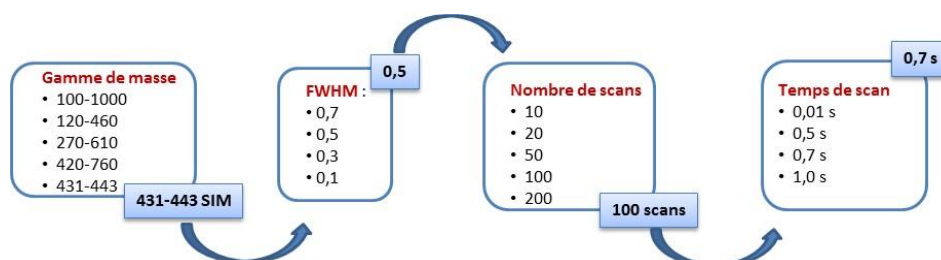 Gamme de masse
• 100-1000
• 120-460
• 270-610
• 420-760
• 431-443
431-443 SIM
FWHM :
• 0,7
• 0,5
• 0,3
• 0,1
0,5
Nombre de scans
• 10
• 20
• 50
• 100
• 200
100 scans
Temps de scan
• 0,01 s
• 0,5 s
• 0,7 s
• 1,0 s
0,7 s